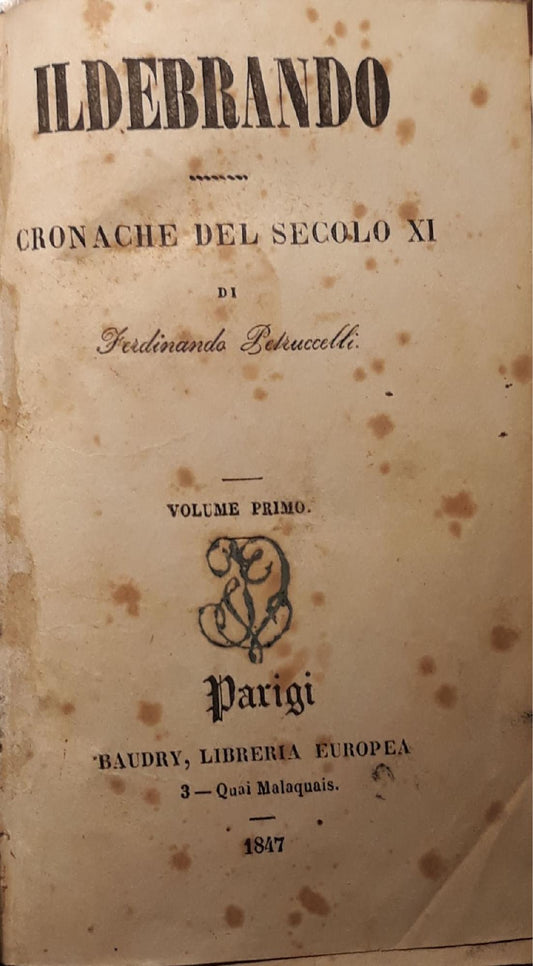 ILDEBRANDO
CRONACHE DEL SECOLO XI
DI
Ferdinando Petruccelli.
VOLUME PRIMO.
Parigi
BAUDRY, LIBRERIA EUROPEA
3 — Quai Malaquais.
1847